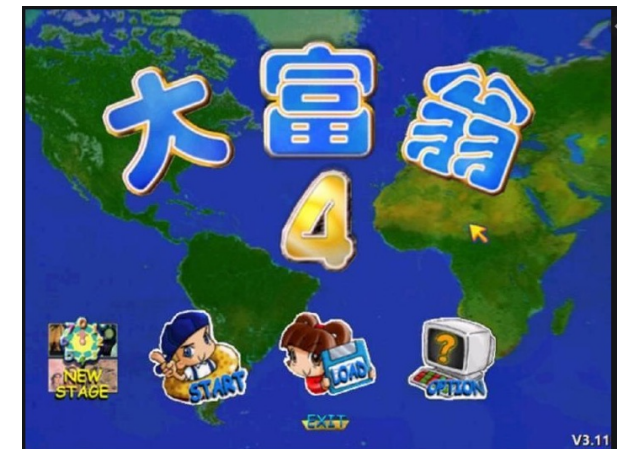 大富翁
4
NEW
STAGE
START
LOAD
?
OPTION
EXIT
V3.11